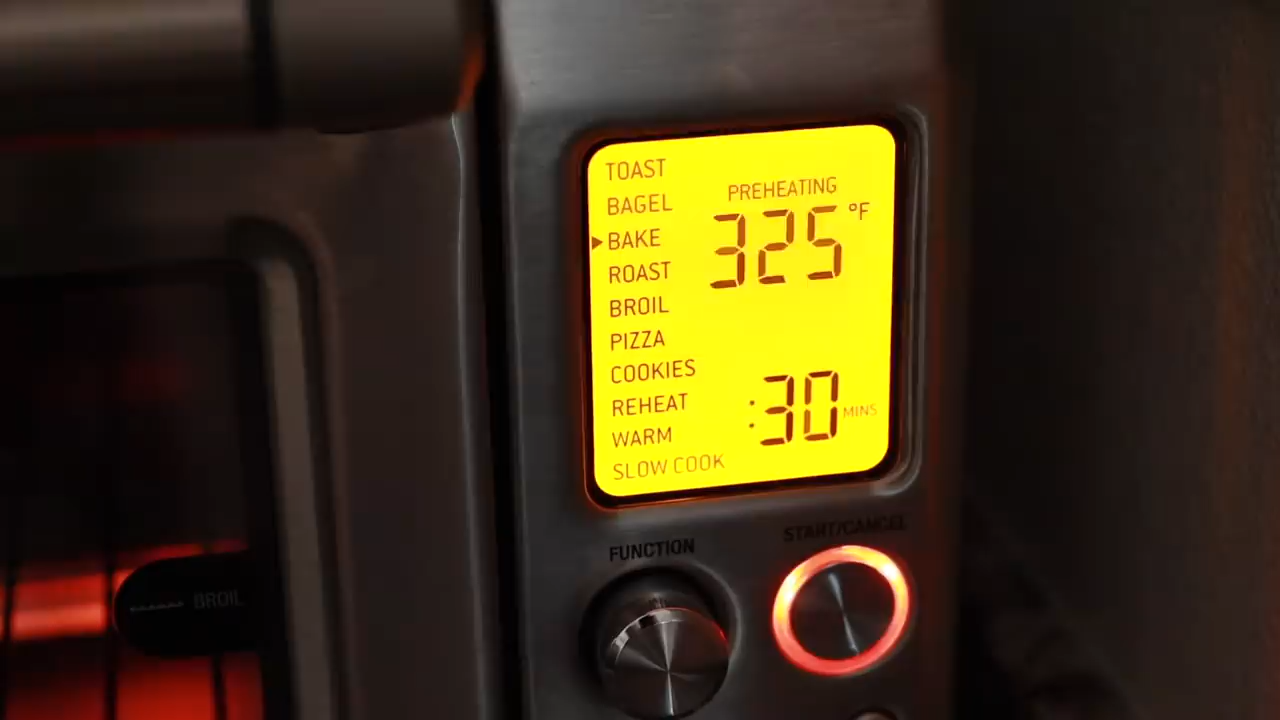 TOAST
BAGEL
▸BAKE
ROAST
BROIL
PIZZA
COOKIES
REHEAT
WARM
SLOW COOK
PREHEATING
325 °F
:30 MINS
START/CANCEL
FUNCTION
BROIL